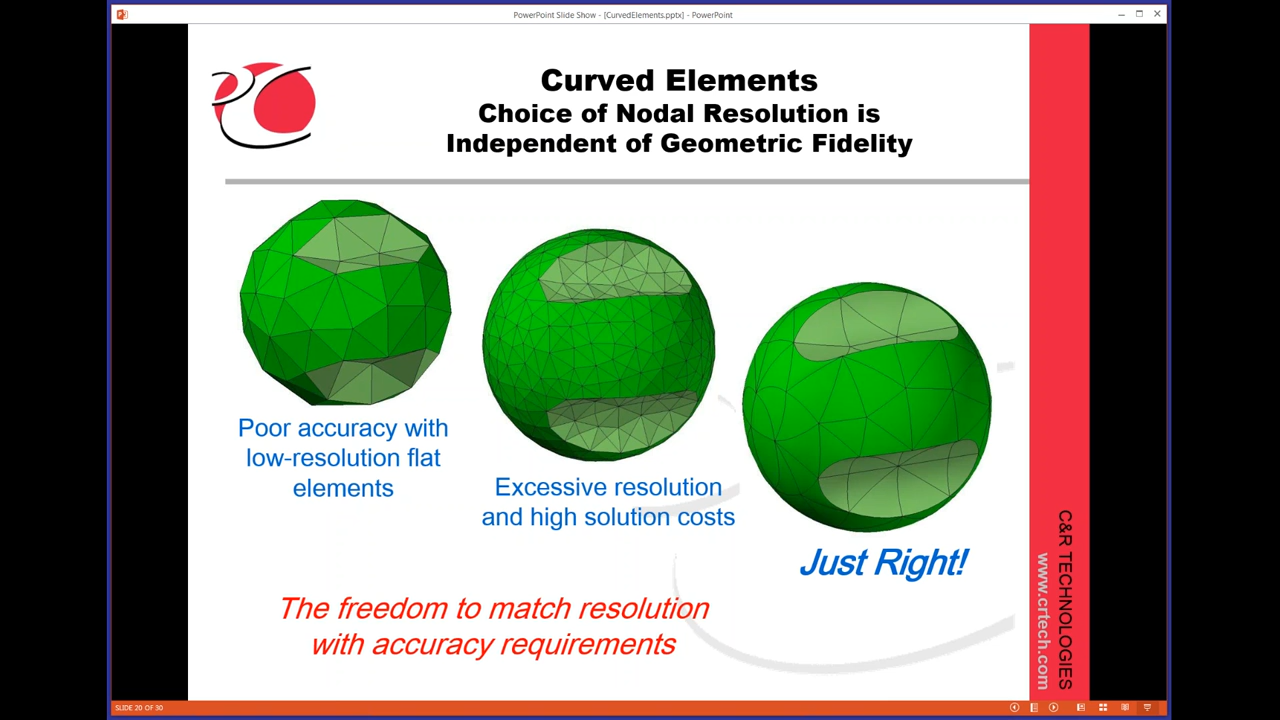 PowerPoint Slide Show - [CurvedElements.pptx] - PowerPoint
Curved Elements
Choice of Nodal Resolution is
Independent of Geometric Fidelity
Poor accuracy with
low-resolution flat
elements
Excessive resolution
and high solution costs
Just Right!
The freedom to match resolution
with accuracy requirements
C&R TECHNOLOGIES
www.crtech.com
SLIDE 20 OF 30